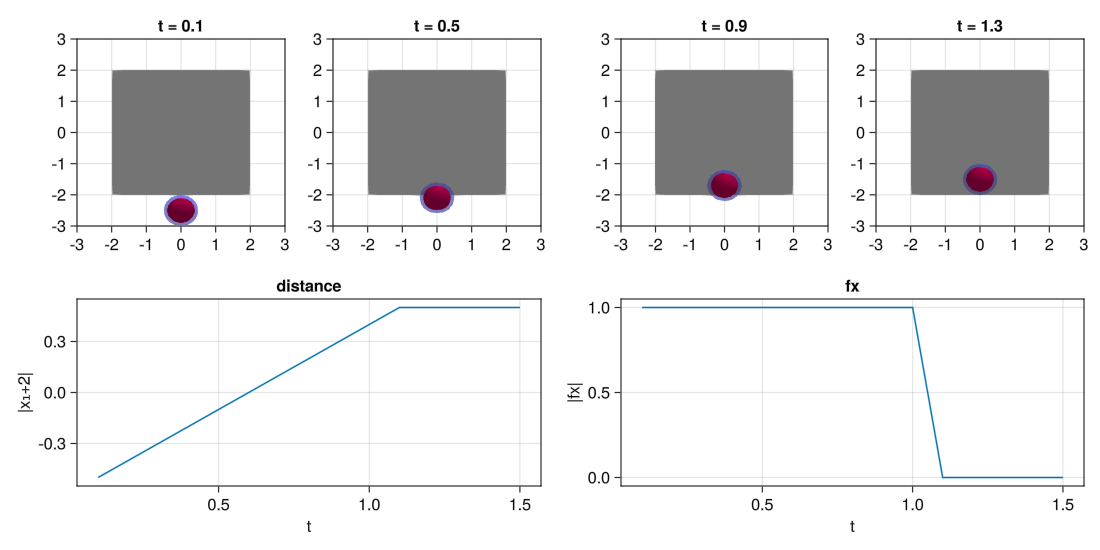 t = 0.1
t = 0.5
t = 0.9
t = 1.3
3 2 1 0 -1 -2 -3
3 2 1 0 -1 -2 -3
3 2 1 0 -1 -2 -3
3 2 1 0 -1 -2 -3
-3 -2 -1 0 1 2 3
-3 -2 -1 0 1 2 3
-3 -2 -1 0 1 2 3
-3 -2 -1 0 1 2 3
distance
|x₁+2|
0.3
0.0
-0.3
0.5 1.0 1.5
t
fx
|fx|
1.0
0.5
0.0
0.5 1.0 1.5
t